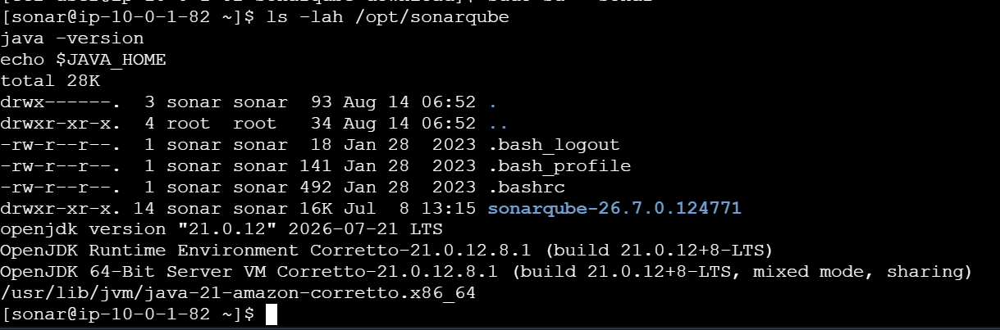 [sonar@ip-10-0-1-82 ~]$ ls -lah /opt/sonarqube
java -version
echo $JAVA_HOME
total 28K
drwx------.  3 sonar sonar  93 Aug 14 06:52 .
drwxr-xr-x.  4 root  root   34 Aug 14 06:52 ..
-rw-r--r--.  1 sonar sonar  18 Jan 28  2023 .bash_logout
-rw-r--r--.  1 sonar sonar 141 Jan 28  2023 .bash_profile
-rw-r--r--.  1 sonar sonar 492 Jan 28  2023 .bashrc
drwxr-xr-x. 14 sonar sonar 16K Jul  8 13:15 sonarqube-26.7.0.124771
openjdk version "21.0.12" 2026-07-21 LTS
OpenJDK Runtime Environment Corretto-21.0.12.8.1 (build 21.0.12+8-LTS)
OpenJDK 64-Bit Server VM Corretto-21.0.12.8.1 (build 21.0.12+8-LTS, mixed mode, sharing)
/usr/lib/jvm/java-21-amazon-corretto.x86_64
[sonar@ip-10-0-1-82 ~]$